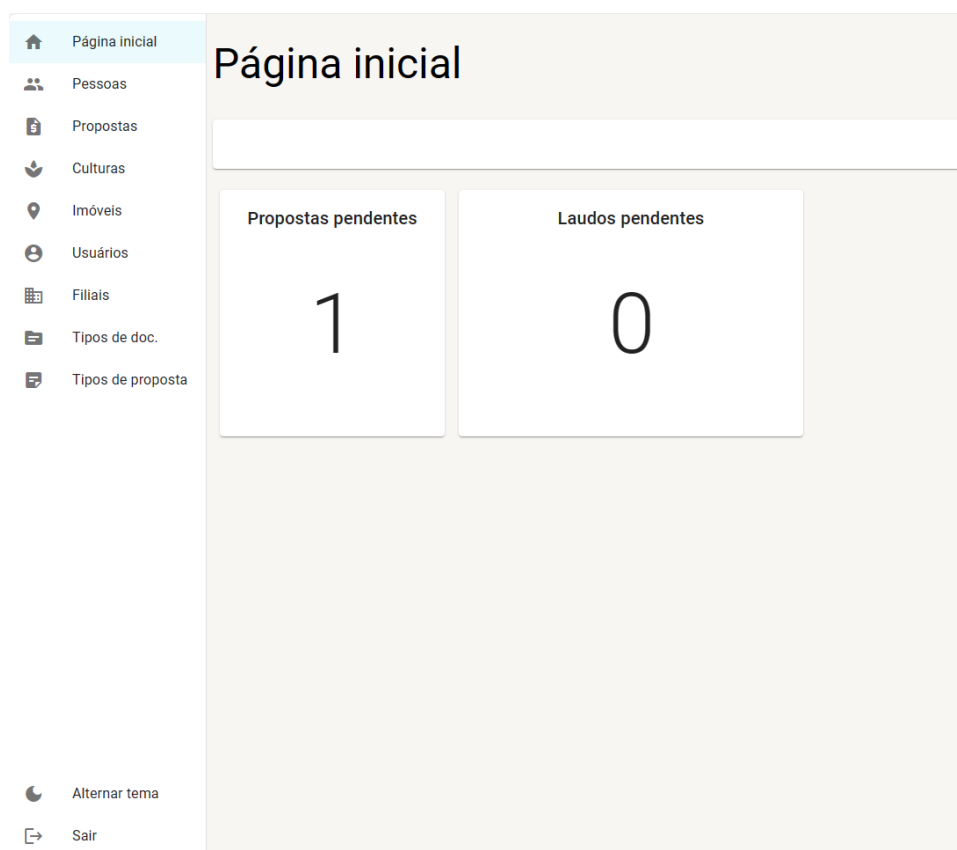 Página inicial
Pessoas
Propostas
Culturas
Imóveis
Usuários
Filiais
Tipos de doc.
Tipos de proposta
Alternar tema
Sair
Página inicial
Propostas pendentes
1
Laudos pendentes
0